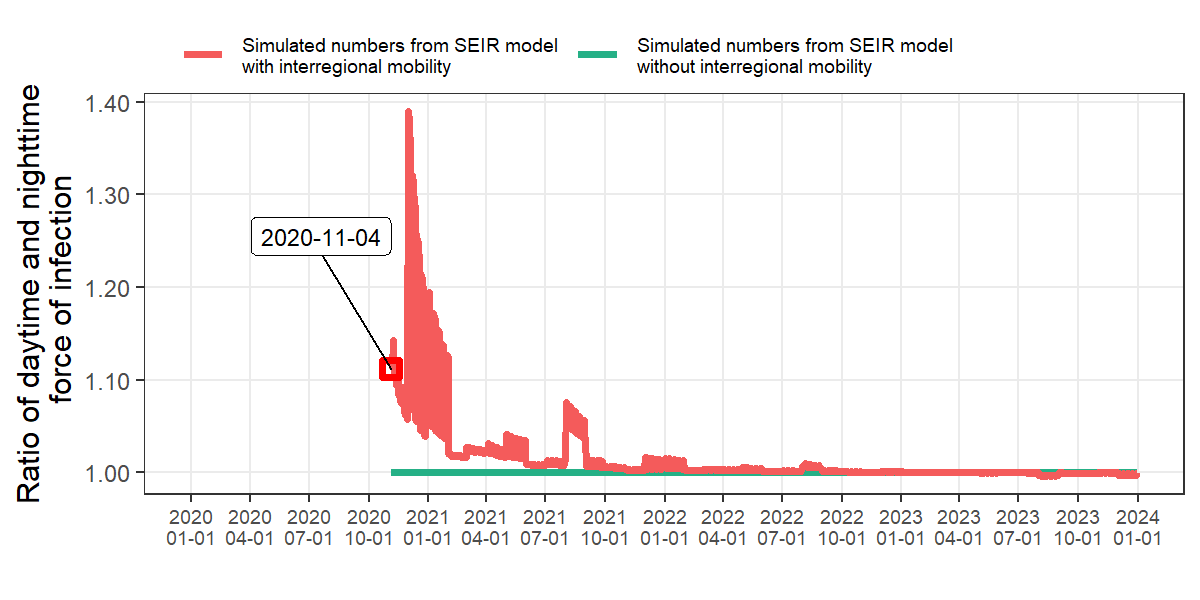 Simulated numbers from SEIR model
with interregional mobility
Simulated numbers from SEIR model
without interregional mobility
Ratio of daytime and nighttime
force of infection
1.40
1.30
1.20
1.10
1.00
2020-11-04
2020 2020 2020 2020 2021 2021 2021 2021 2022 2022 2022 2022 2023 2023 2023 2023 2024
01-01 04-01 07-01 10-01 01-01 04-01 07-01 10-01 01-01 04-01 07-01 10-01 01-01 04-01 07-01 10-01 01-01